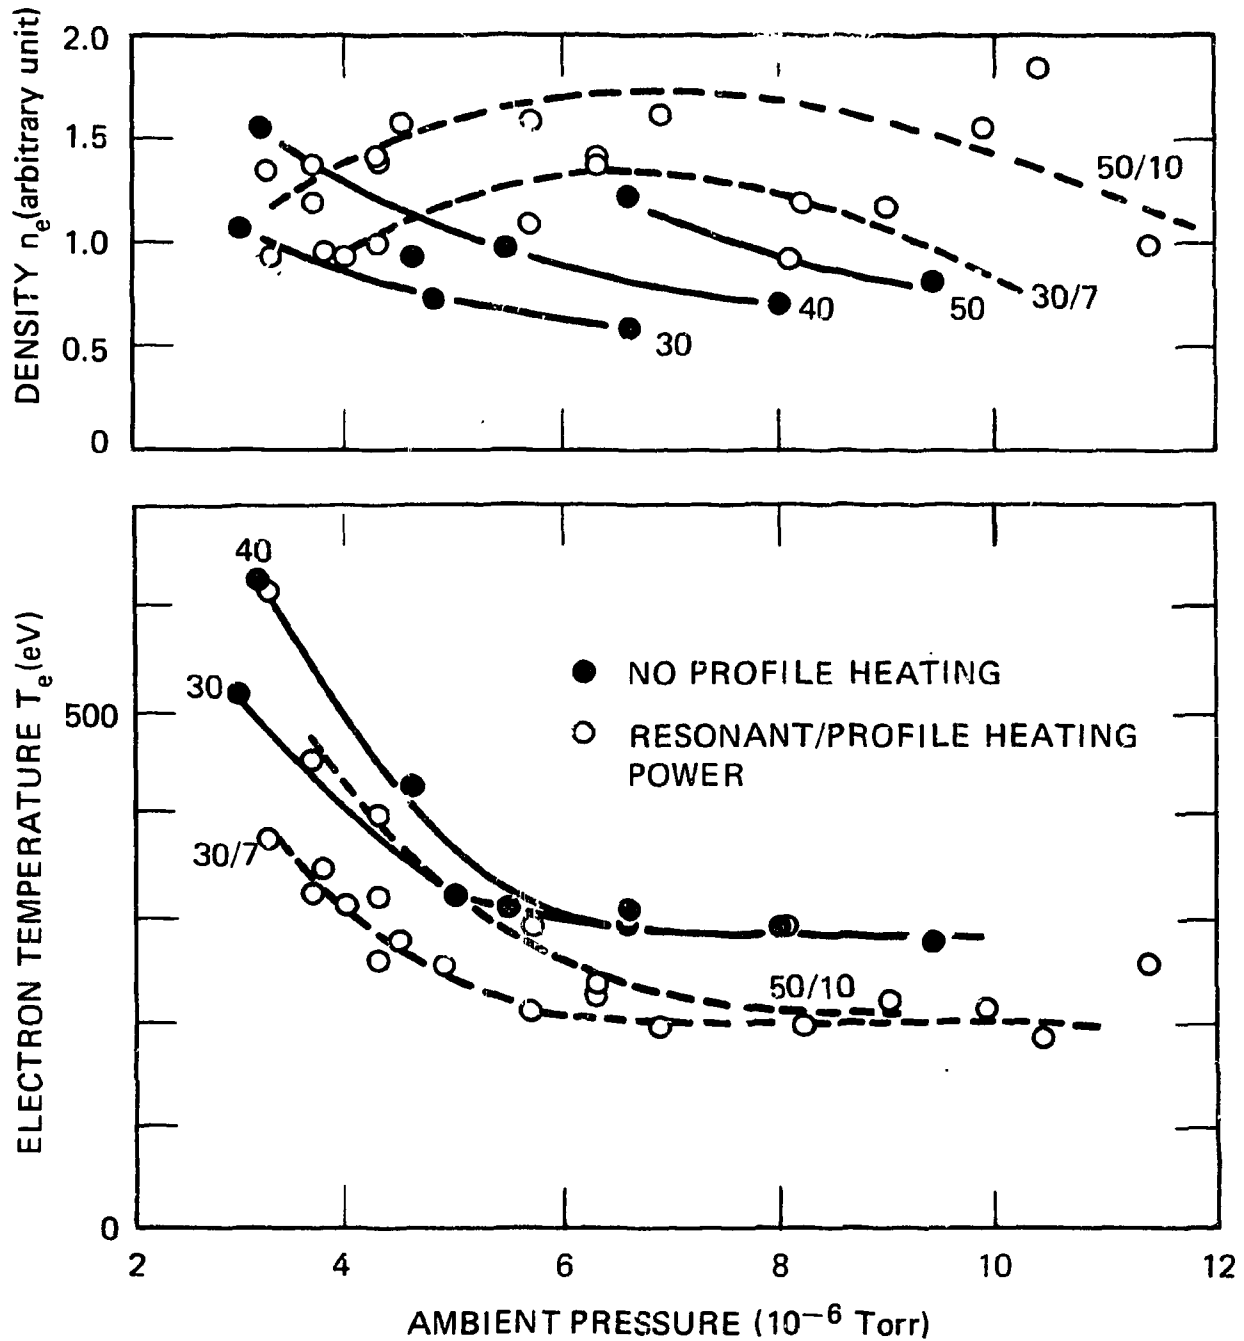 DENSITY nₑ(arbitrary unit)
2.0
1.5
1.0
0.5
0
50/10
30/7
50
40
30
ELECTRON TEMPERATURE Tₑ(eV)
40
30
500
30/7
● NO PROFILE HEATING
○ RESONANT/PROFILE HEATING
POWER
50/10
0
2 4 6 8 10 12
AMBIENT PRESSURE (10⁻⁶ Torr)